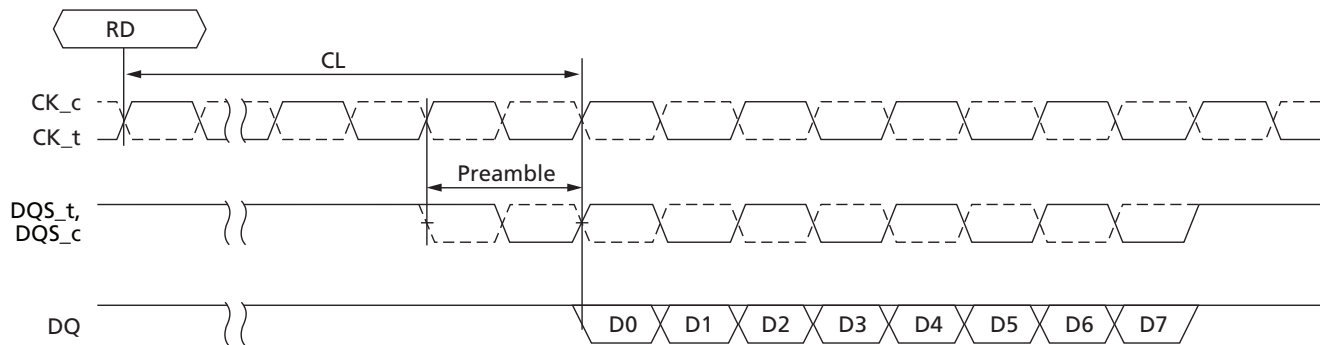 RD
CL
CK_c
CK_t
Preamble
DQS_t,
DQS_c
DQ
D0 D1 D2 D3 D4 D5 D6 D7